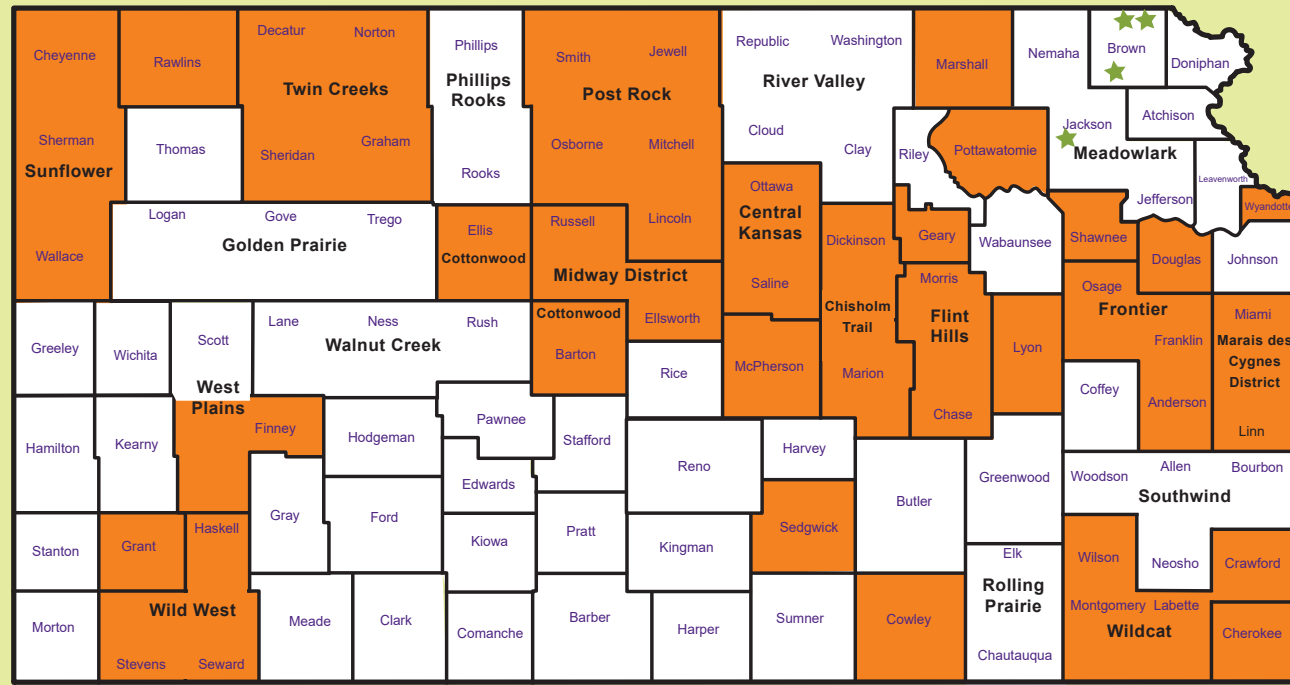 Cheyenne
Rawlins
Decatur
Norton
Twin Creeks
Phillips
Phillips
Rooks
Smith
Jewell
Post Rock
Republic
Washington
River Valley
Marshall
Nemaha
Brown
Doniphan
Sherman
Sunflower
Thomas
Sheridan
Graham
Rooks
Osborne
Mitchell
Cloud
Clay
Riley
Pottawatomie
Jackson
Meadowlark
Atchison
Leavenworth
Jefferson
Wyandotte
Wallace
Logan
Gove
Trego
Golden Prairie
Ellis
Cottonwood
Russell
Lincoln
Midway District
Ottawa
Central
Kansas
Saline
Dickinson
Geary
Wabaunsee
Shawnee
Douglas
Johnson
Greeley
Wichita
Scott
Lane
Ness
Rush
Walnut Creek
Cottonwood
Barton
Ellsworth
Rice
McPherson
Chisholm
Trail
Marion
Morris
Flint
Hills
Chase
Lyon
Osage
Frontier
Franklin
Anderson
Coffey
Miami
Marais des
Cygnes
District
Linn
West
Plains
Finney
Hamilton
Kearny
Hodgeman
Pawnee
Stafford
Edwards
Reno
Harvey
Butler
Greenwood
Woodson
Allen
Bourbon
Southwind
Stanton
Grant
Haskell
Gray
Ford
Kiowa
Pratt
Kingman
Sedgwick
Elk
Rolling
Prairie
Chautauqua
Wilson
Neosho
Crawford
Morton
Wild West
Stevens
Seward
Meade
Clark
Comanche
Barber
Harper
Sumner
Cowley
Montgomery
Labette
Wildcat
Cherokee